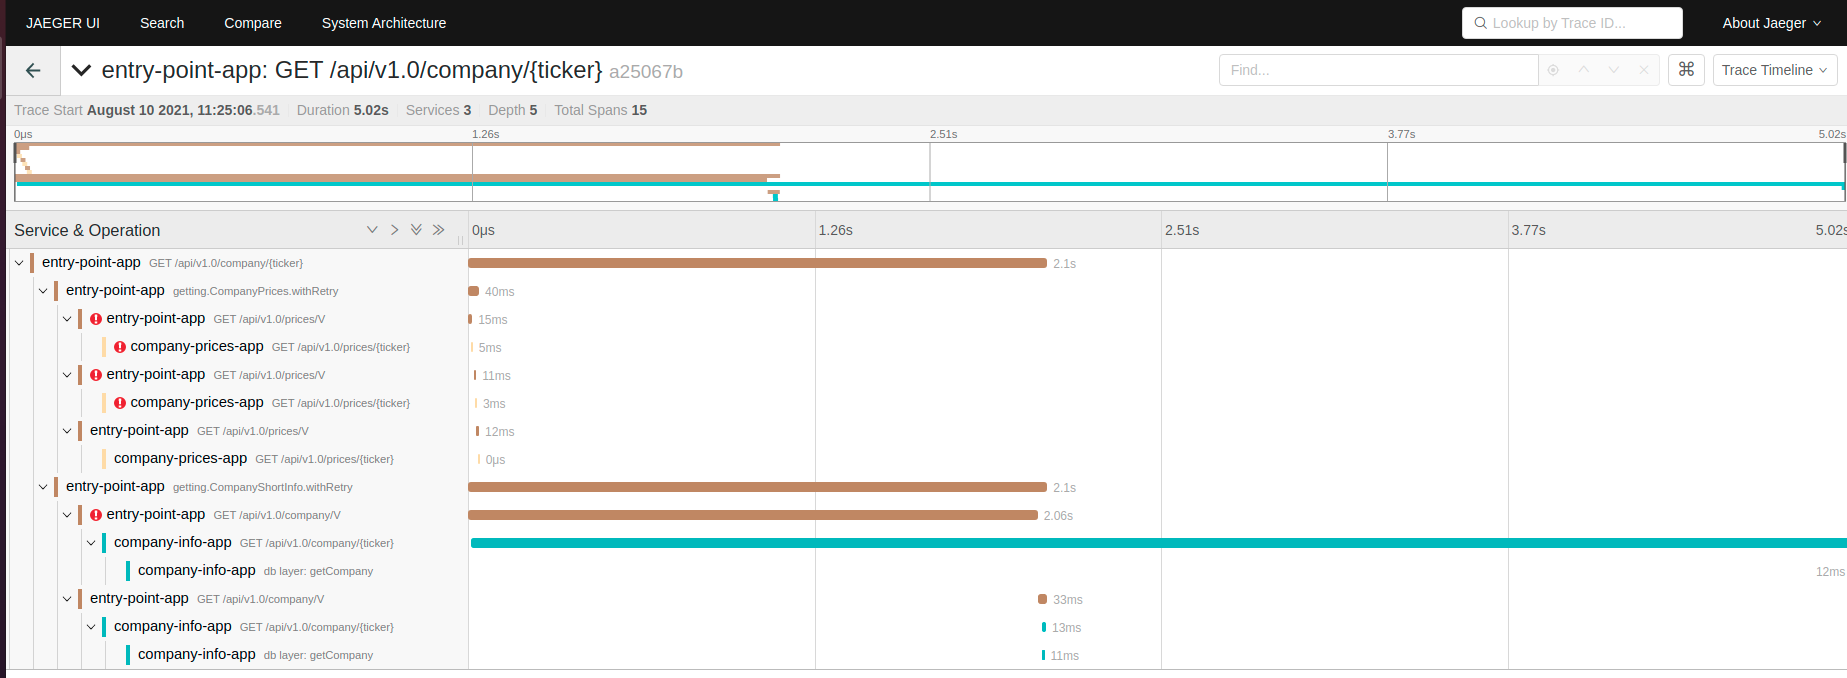 JAEGER UI Search Compare System Architecture Lookup by Trace ID... About Jaeger
entry-point-app: GET /api/v1.0/company/{ticker} a25067b Find... ⌘ Trace Timeline
Trace Start August 10 2021, 11:25:06.541 Duration 5.02s Services 3 Depth 5 Total Spans 15
0μs 1.26s 2.51s 3.77s 5.02s
Service & Operation 0μs 1.26s 2.51s 3.77s 5.02s
entry-point-app GET /api/v1.0/company/{ticker} 2.1s
entry-point-app getting.CompanyPrices.withRetry 40ms
entry-point-app GET /api/v1.0/prices/V 15ms
company-prices-app GET /api/v1.0/prices/{ticker} 5ms
entry-point-app GET /api/v1.0/prices/V 11ms
company-prices-app GET /api/v1.0/prices/{ticker} 3ms
entry-point-app GET /api/v1.0/prices/V 12ms
company-prices-app GET /api/v1.0/prices/{ticker} 0μs
entry-point-app getting.CompanyShortInfo.withRetry 2.1s
entry-point-app GET /api/v1.0/company/V 2.06s
company-info-app GET /api/v1.0/company/{ticker}
company-info-app db layer: getCompany 12ms
entry-point-app GET /api/v1.0/company/V 33ms
company-info-app GET /api/v1.0/company/{ticker} 13ms
company-info-app db layer: getCompany 11ms